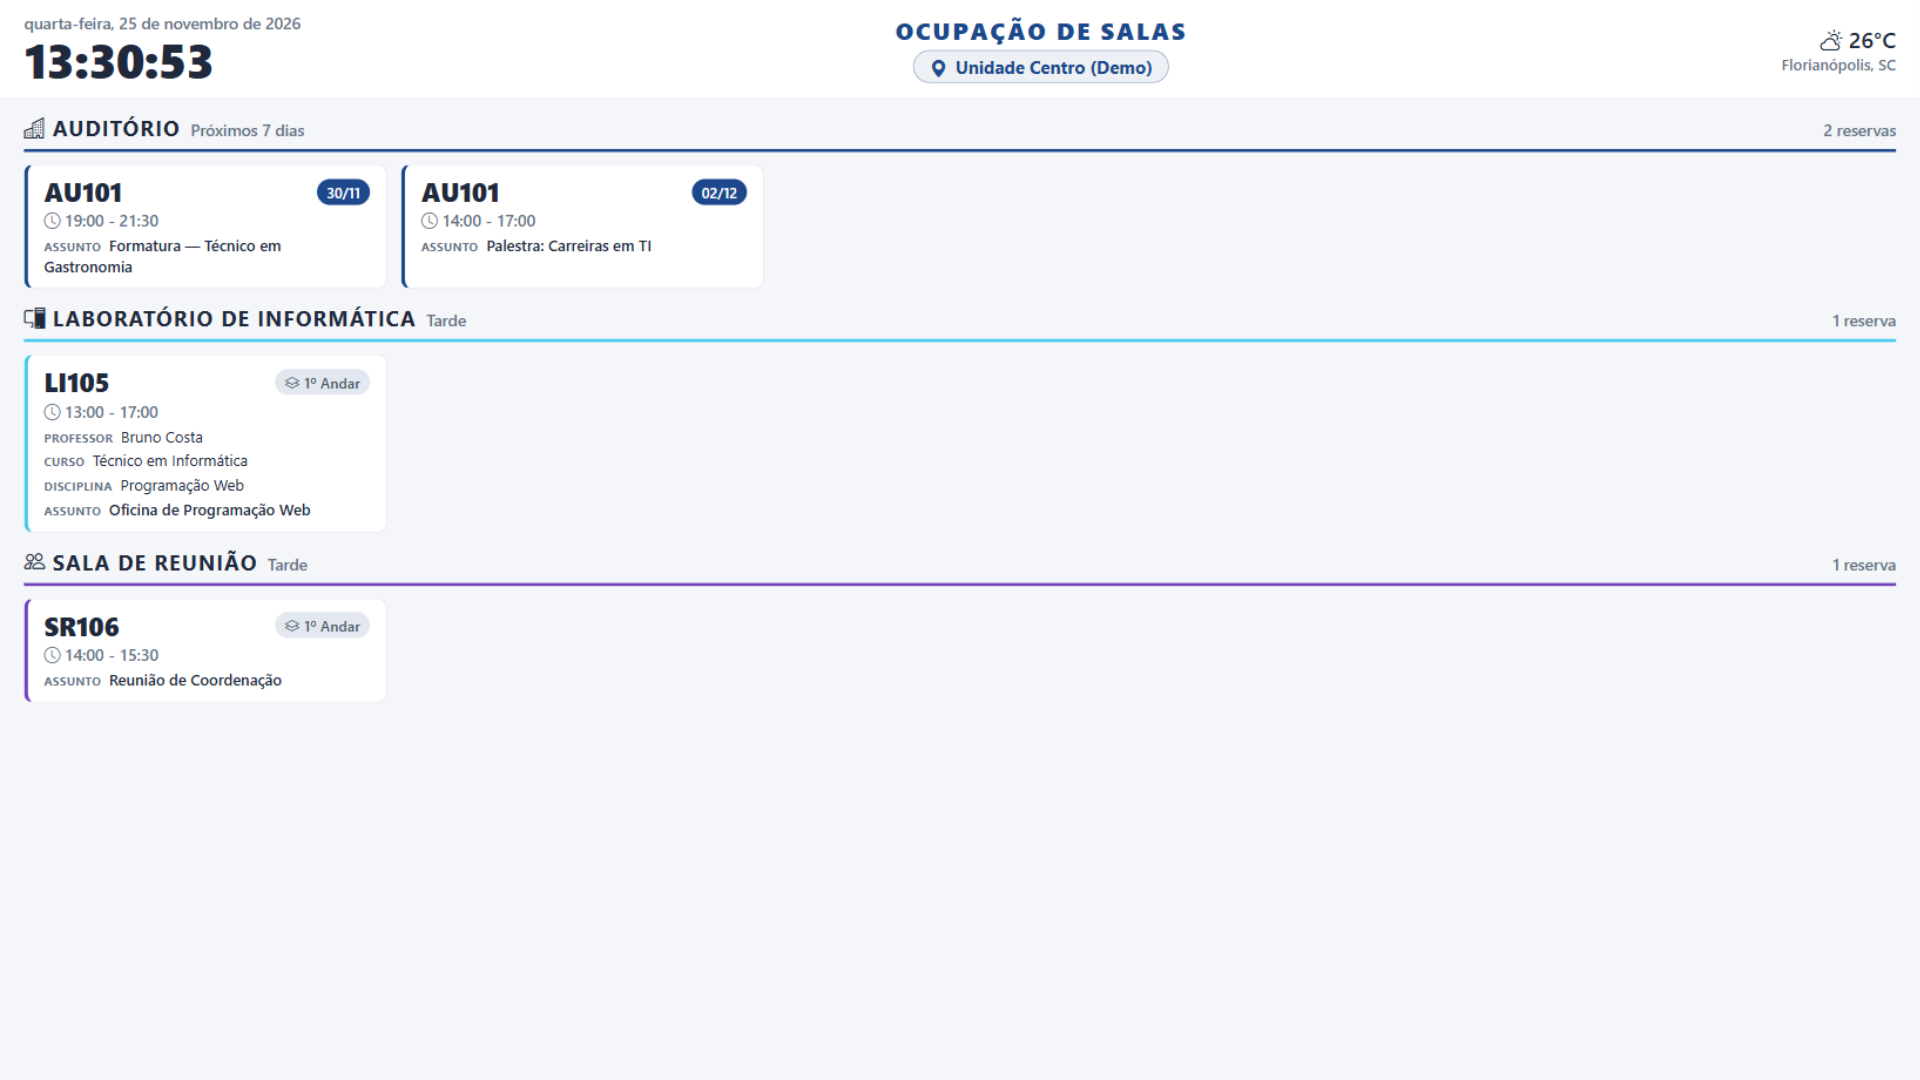 quarta-feira, 25 de novembro de 2026
13:30:53
OCUPAÇÃO DE SALAS
Unidade Centro (Demo)
26°C
Florianópolis, SC
AUDITÓRIO Próximos 7 dias
2 reservas
AU101
30/11
19:00 - 21:30
ASSUNTO Formatura — Técnico em
Gastronomia
AU101
02/12
14:00 - 17:00
ASSUNTO Palestra: Carreiras em TI
LABORATÓRIO DE INFORMÁTICA Tarde
1 reserva
LI105
1º Andar
13:00 - 17:00
PROFESSOR Bruno Costa
CURSO Técnico em Informática
DISCIPLINA Programação Web
ASSUNTO Oficina de Programação Web
SALA DE REUNIÃO Tarde
1 reserva
SR106
1º Andar
14:00 - 15:30
ASSUNTO Reunião de Coordenação